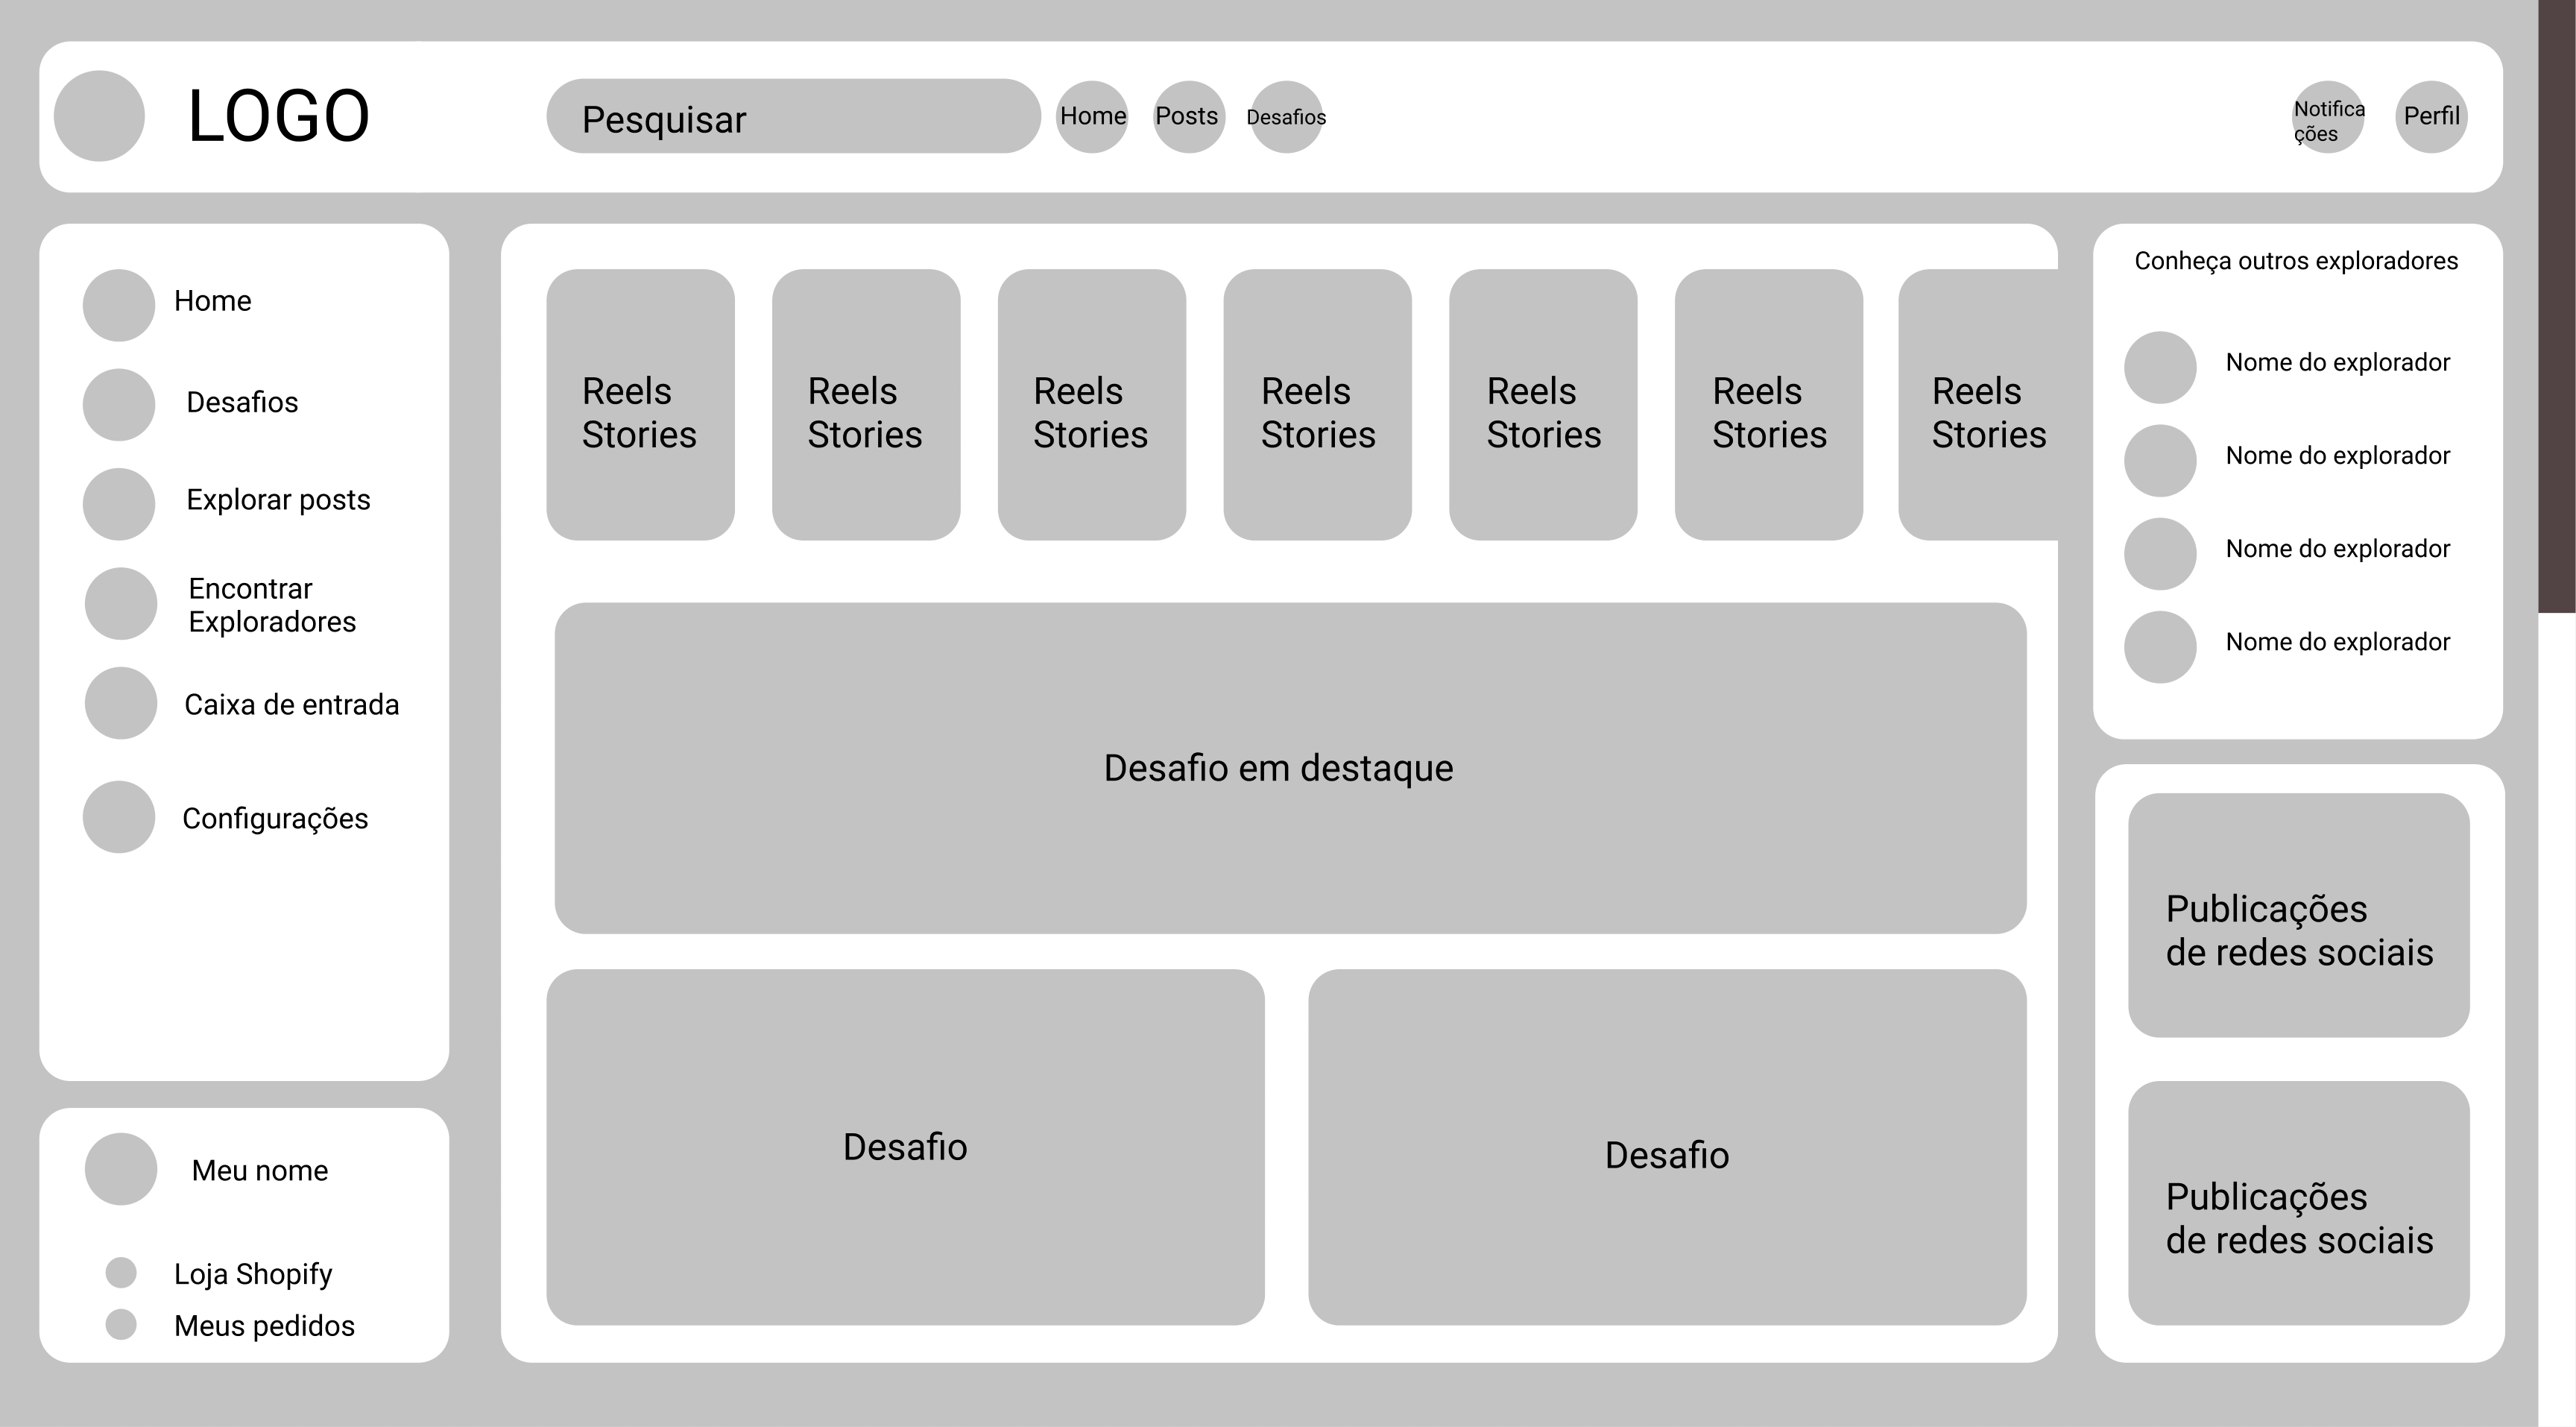 LOGO
Pesquisar
Home
Posts
Desafios
Notifica
ções
Perfil
Home
Desafios
Explorar posts
Encontrar
Exploradores
Caixa de entrada
Configurações
Meu nome
Loja Shopify
Meus pedidos
Reels
Stories
Reels
Stories
Reels
Stories
Reels
Stories
Reels
Stories
Reels
Stories
Reels
Stories
Desafio em destaque
Desafio
Desafio
Conheça outros exploradores
Nome do explorador
Nome do explorador
Nome do explorador
Nome do explorador
Publicações
de redes sociais
Publicações
de redes sociais